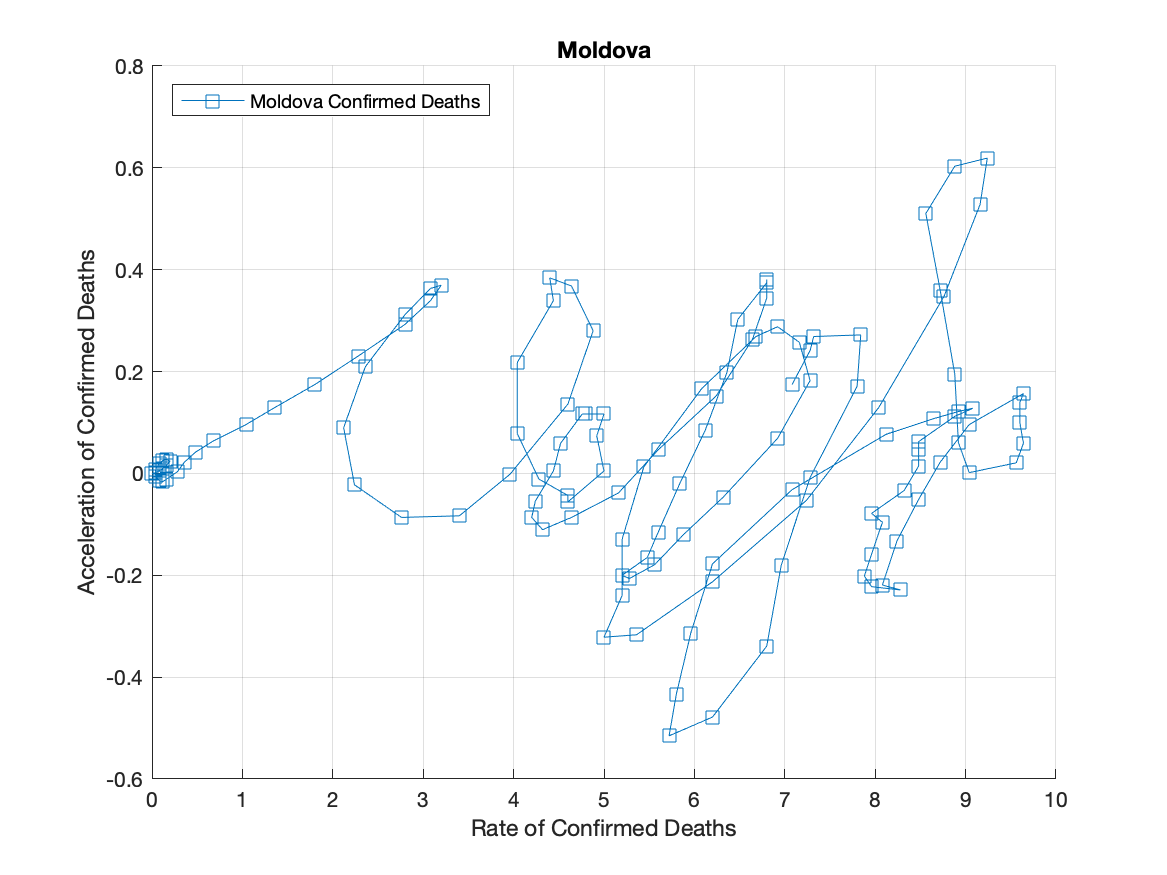 Moldova
Moldova Confirmed Deaths
Acceleration of Confirmed Deaths
0.8
0.6
0.4
0.2
0
-0.2
-0.4
-0.6
0 1 2 3 4 5 6 7 8 9 10
Rate of Confirmed Deaths